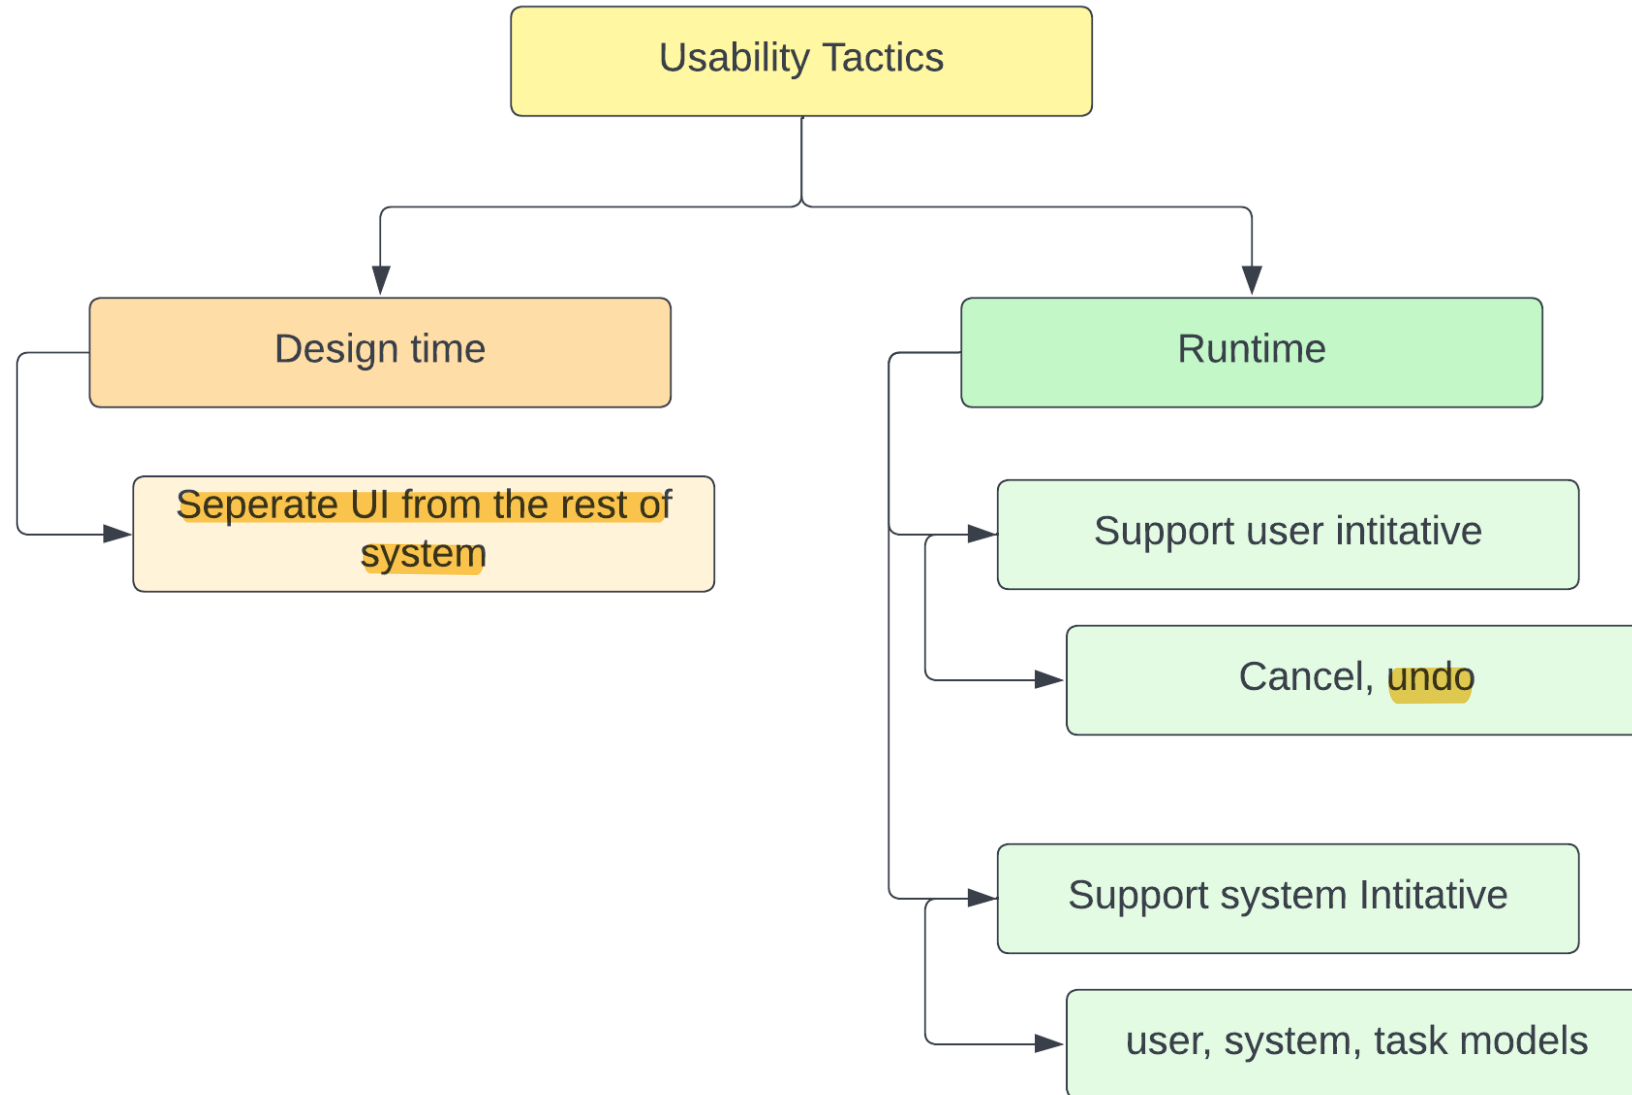 Usability Tactics
Design time
Runtime
Seperate UI from the rest of
system
Support user intitative
Cancel, undo
Support system Intitative
user, system, task models